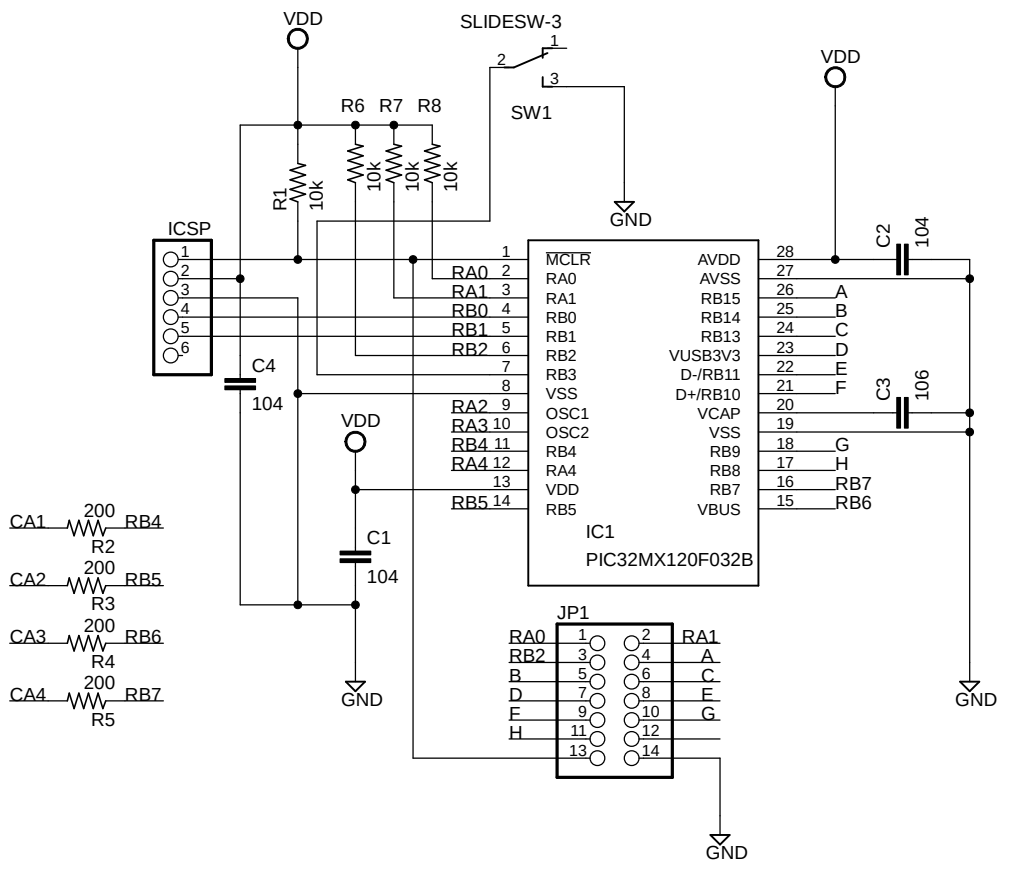 SLIDESW-3
VDD
1
2
3
SW1
VDD
R6 R7 R8
R1
10k
10k
10k
10k
GND
ICSP
1
2
3
4
5
6
C4
104
C2
104
C3
106
1 MCLR AVDD 28
RA0 2 RA0 AVSS 27
RA1 3 RA1 RB15 26 A
RB0 4 RB0 RB14 25 B
RB1 5 RB1 RB13 24 C
RB2 6 RB2 VUSB3V3 23 D
7 RB3 D-/RB11 22 E
8 VSS D+/RB10 21 F
RA2 9 OSC1 VCAP 20
RA3 10 OSC2 VSS 19
RB4 11 RB4 RB9 18 G
RA4 12 RA4 RB8 17 H
13 VDD RB7 16 RB7
RB5 14 RB5 VBUS 15 RB6
IC1
PIC32MX120F032B
VDD
C1
104
GND
GND
CA1 200 RB4
R2
CA2 200 RB5
R3
CA3 200 RB6
R4
CA4 200 RB7
R5
JP1
RA0 1 2 RA1
RB2 3 4 A
B 5 6 C
D 7 8 E
F 9 10 G
H 11 12
13 14
GND